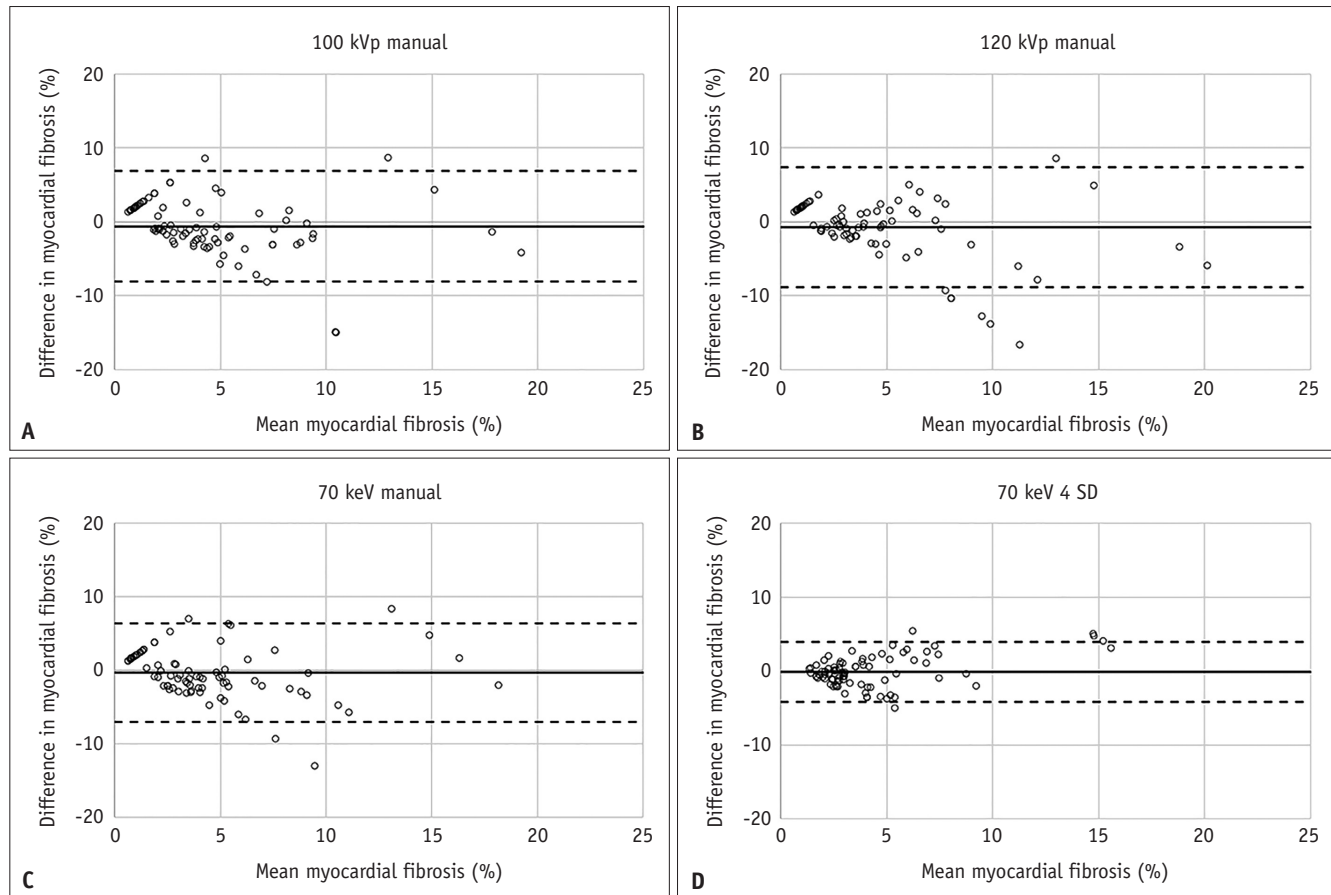 100 kVp manual
Difference in myocardial fibrosis (%)
20
10
0
-10
-20
0 5 10 15 20 25
Mean myocardial fibrosis (%)
A
120 kVp manual
Difference in myocardial fibrosis (%)
20
10
0
-10
-20
0 5 10 15 20 25
Mean myocardial fibrosis (%)
B
70 keV manual
Difference in myocardial fibrosis (%)
20
10
0
-10
-20
0 5 10 15 20 25
Mean myocardial fibrosis (%)
C
70 keV 4 SD
Difference in myocardial fibrosis (%)
20
10
0
-10
-20
0 5 10 15 20 25
Mean myocardial fibrosis (%)
D